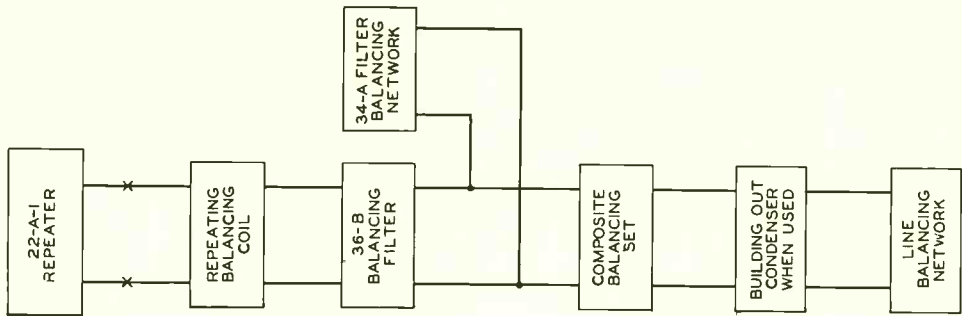 22-A-1
REPEATER
REPEATING
BALANCING
COIL
36-B
BALANCING
FILTER
34-A FILTER
BALANCING
NETWORK
COMPOSITE
BALANCING
SET
BUILDING OUT
CONDENSER
WHEN USED
LINE
BALANCING
NETWORK